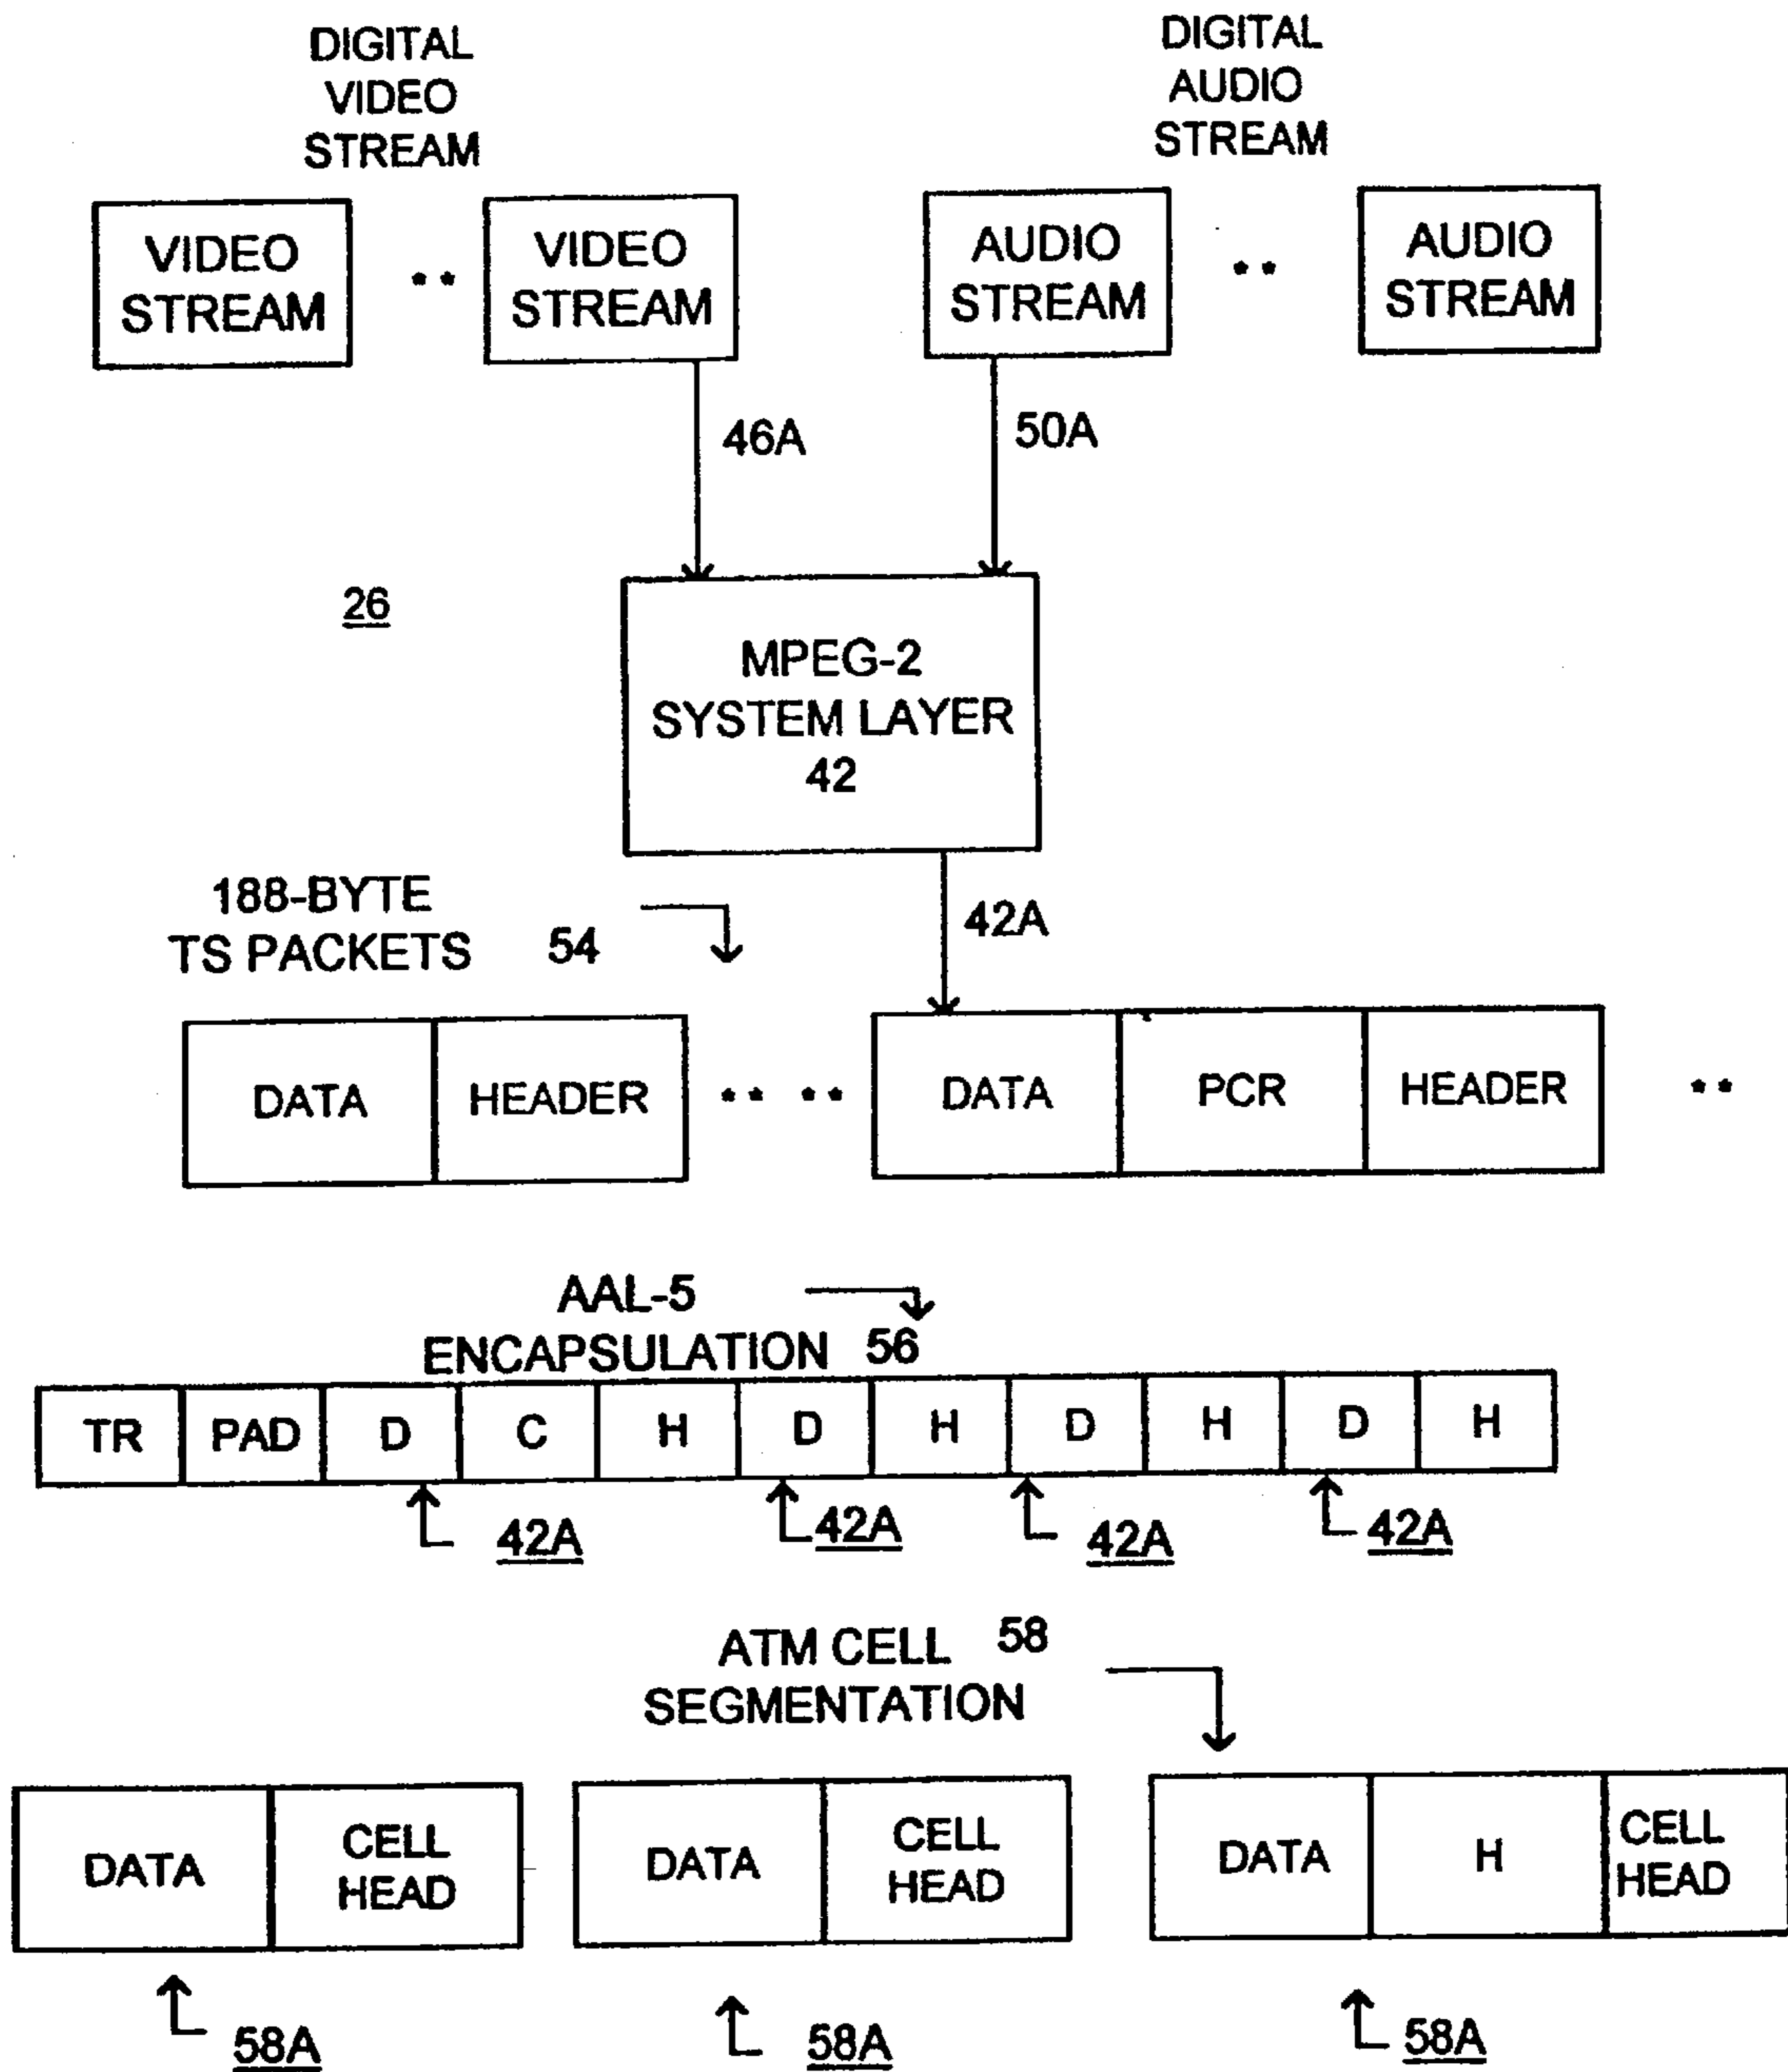 DIGITAL
VIDEO
STREAM
DIGITAL
AUDIO
STREAM
VIDEO
STREAM
VIDEO
STREAM
AUDIO
STREAM
AUDIO
STREAM
46A
50A
26
MPEG-2
SYSTEM LAYER
42
188-BYTE
TS PACKETS 54
42A
DATA HEADER DATA PCR HEADER
AAL-5
ENCAPSULATION 56
TR PAD D C H D H D H D H
42A 42A 42A 42A
ATM CELL 58
SEGMENTATION
DATA CELL
HEAD
DATA CELL
HEAD
DATA H CELL
HEAD
58A 58A 58A